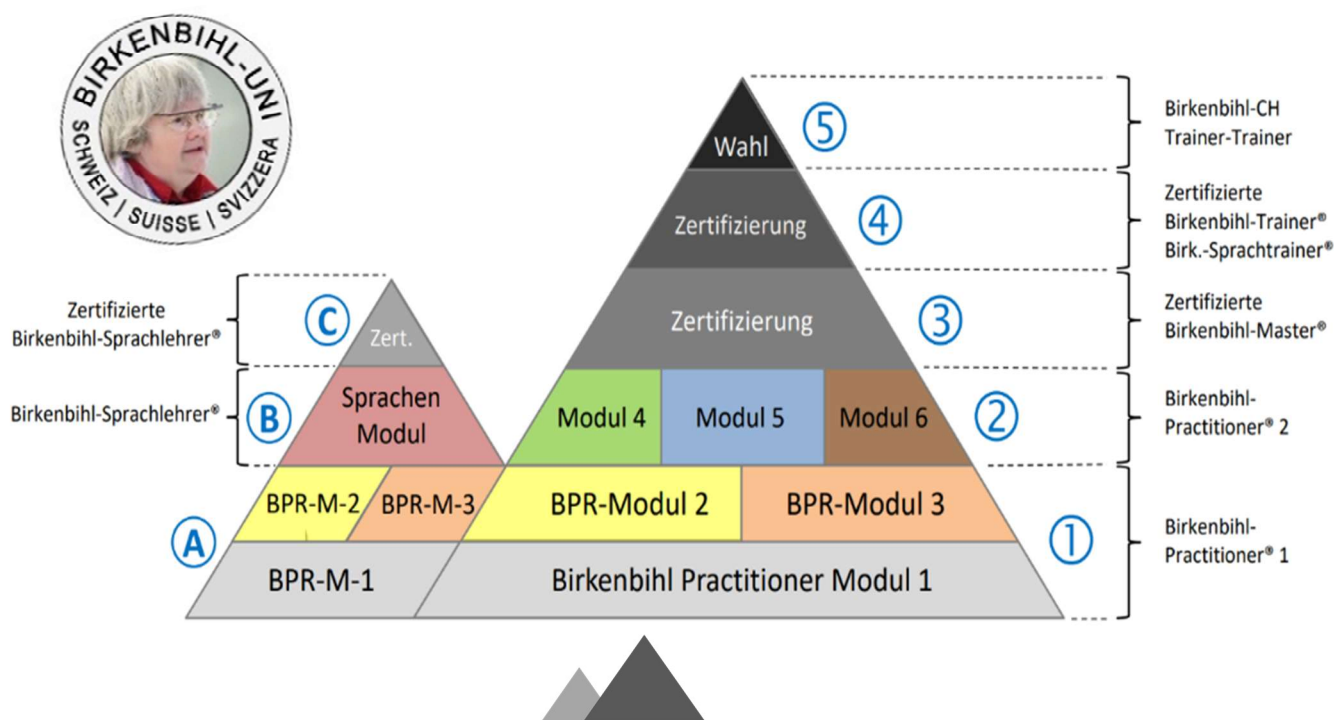 BIRKENBIHL-UNI
SCHWEIZ | SUISSE | SVIZZERA
Wahl
5
Birkenbihl-CH
Trainer-Trainer
Zertifizierung
4
Zertifizierte
Birkenbihl-Trainer®
Birk.-Sprachtrainer®
Zertifizierte
Birkenbihl-Sprachlehrer®
C
Zert.
Zertifizierung
3
Zertifizierte
Birkenbihl-Master®
Birkenbihl-Sprachlehrer®
B
Sprachen
Modul
Modul 4
Modul 5
Modul 6
2
Birkenbihl-
Practitioner® 2
A
BPR-M-2
BPR-M-3
BPR-Modul 2
BPR-Modul 3
BPR-M-1
Birkenbihl Practitioner Modul 1
1
Birkenbihl-
Practitioner® 1